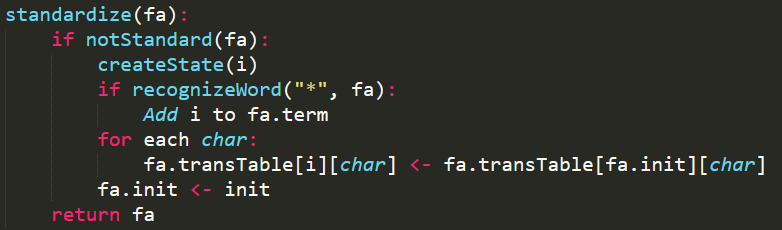 standardize(fa):
    if notStandard(fa):
        createState(i)
        if recognizeWord("*", fa):
            Add i to fa.term
        for each char:
            fa.transTable[i][char] <- fa.transTable[fa.init][char]
        fa.init <- init
    return fa